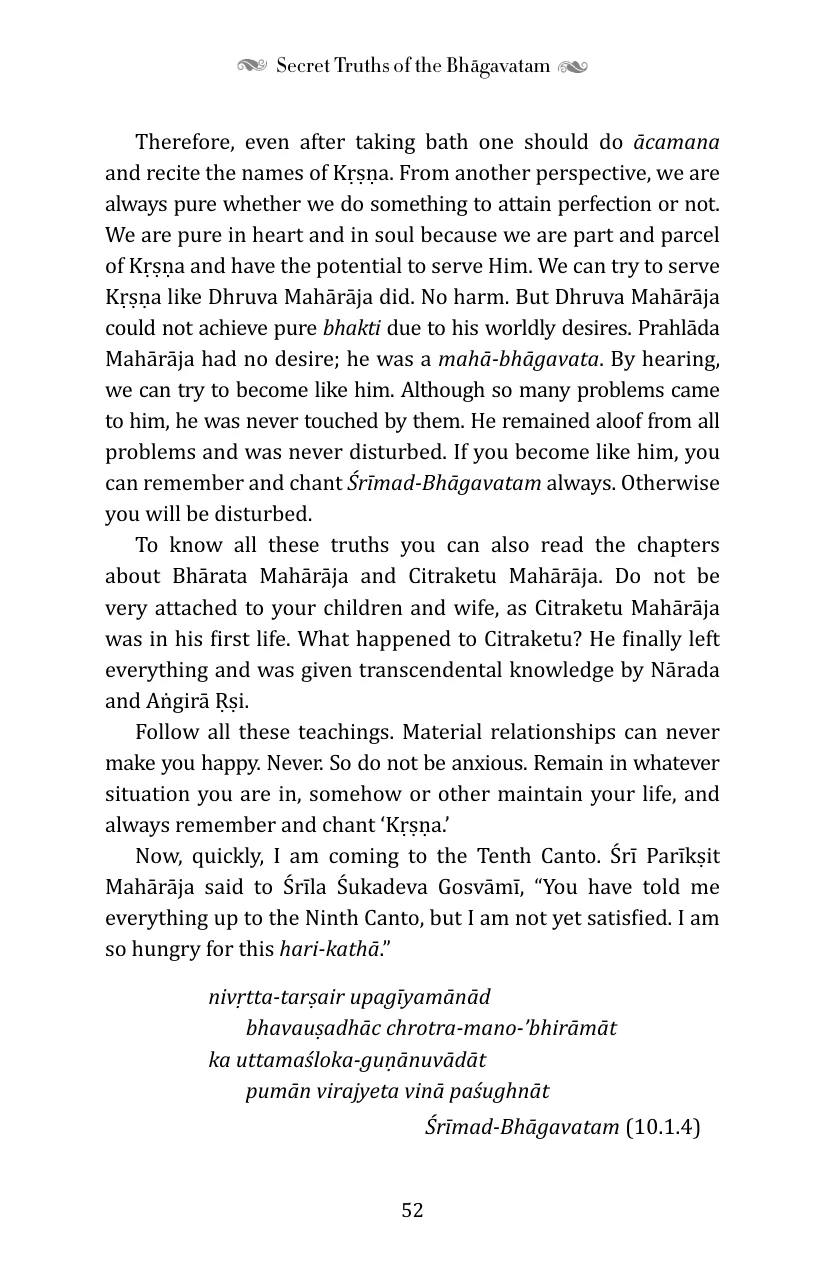 Secret Truths of the Bhāgavatam
Therefore, even after taking bath one should do ācamana
and recite the names of Kṛṣṇa. From another perspective, we are
always pure whether we do something to attain perfection or not.
We are pure in heart and in soul because we are part and parcel
of Kṛṣṇa and have the potential to serve Him. We can try to serve
Kṛṣṇa like Dhruva Mahārāja did. No harm. But Dhruva Mahārāja
could not achieve pure bhakti due to his worldly desires. Prahlāda
Mahārāja had no desire; he was a mahā-bhāgavata. By hearing,
we can try to become like him. Although so many problems came
to him, he was never touched by them. He remained aloof from all
problems and was never disturbed. If you become like him, you
can remember and chant Śrīmad-Bhāgavatam always. Otherwise
you will be disturbed.
To know all these truths you can also read the chapters
about Bhārata Mahārāja and Citraketu Mahārāja. Do not be
very attached to your children and wife, as Citraketu Mahārāja
was in his first life. What happened to Citraketu? He finally left
everything and was given transcendental knowledge by Nārada
and Aṅgirā Ṛṣi.
Follow all these teachings. Material relationships can never
make you happy. Never. So do not be anxious. Remain in whatever
situation you are in, somehow or other maintain your life, and
always remember and chant ‘Kṛṣṇa.’
Now, quickly, I am coming to the Tenth Canto. Śrī Parīkṣit
Mahārāja said to Śrīla Śukadeva Gosvāmī, “You have told me
everything up to the Ninth Canto, but I am not yet satisfied. I am
so hungry for this hari-kathā.”
nivṛtta-tarṣair upagīyamānād
bhavauṣadhāc chrotra-mano-’bhirāmāt
ka uttamaśloka-guṇānuvādāt
pumān virajyeta vinā paśughnāt
Śrīmad-Bhāgavatam (10.1.4)
52